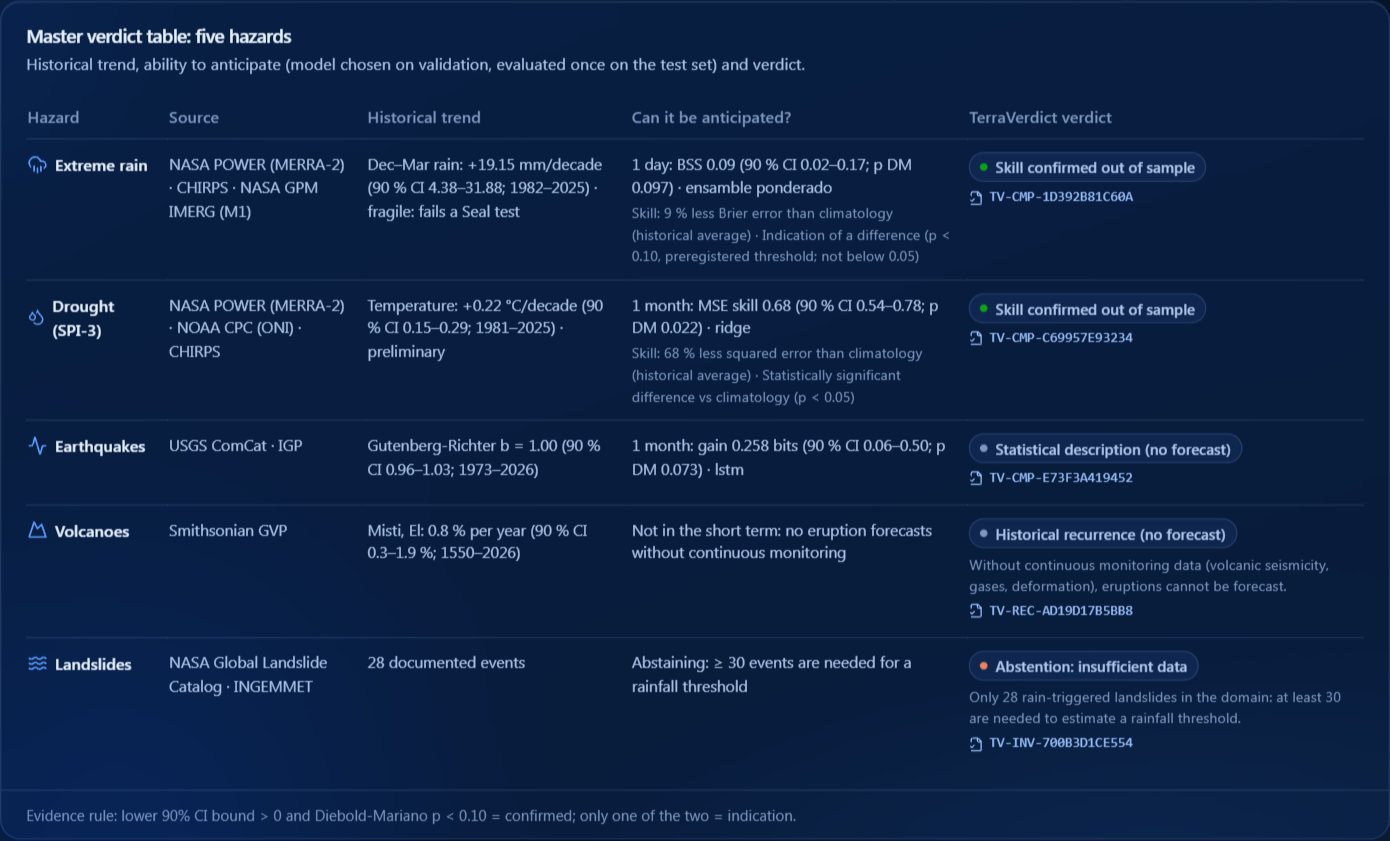 Master verdict table: five hazards
Historical trend, ability to anticipate (model chosen on validation, evaluated once on the test set) and verdict.
Hazard
Source
Historical trend
Can it be anticipated?
TerraVerdict verdict
Extreme rain
NASA POWER (MERRA-2)
· CHIRPS · NASA GPM
IMERG (M1)
Dec–Mar rain: +19.15 mm/decade
(90 % CI 4.38–31.88; 1982–2025) ·
fragile: fails a Seal test
1 day: BSS 0.09 (90 % CI 0.02–0.17; p DM
0.097) · ensamble ponderado
Skill: 9 % less Brier error than climatology
(historical average) · Indication of a difference (p <
0.10, preregistered threshold; not below 0.05)
Skill confirmed out of sample
TV-CMP-1D392B81C60A
Drought
(SPI-3)
NASA POWER (MERRA-2)
· NOAA CPC (ONI) ·
CHIRPS
Temperature: +0.22 °C/decade (90
% CI 0.15–0.29; 1981–2025) ·
preliminary
1 month: MSE skill 0.68 (90 % CI 0.54–0.78; p
DM 0.022) · ridge
Skill: 68 % less squared error than climatology
(historical average) · Statistically significant
difference vs climatology (p < 0.05)
Skill confirmed out of sample
TV-CMP-C69957E93234
Earthquakes
USGS ComCat · IGP
Gutenberg-Richter b = 1.00 (90 %
CI 0.96–1.03; 1973–2026)
1 month: gain 0.258 bits (90 % CI 0.06–0.50; p
DM 0.073) · lstm
Statistical description (no forecast)
TV-CMP-E73F3A419452
Volcanoes
Smithsonian GVP
Misti, El: 0.8 % per year (90 % CI
0.3–1.9 %; 1550–2026)
Not in the short term: no eruption forecasts
without continuous monitoring
Historical recurrence (no forecast)
Without continuous monitoring data (volcanic seismicity,
gases, deformation), eruptions cannot be forecast.
TV-REC-AD19D17B5BB8
Landslides
NASA Global Landslide
Catalog · INGEMMET
28 documented events
Abstaining: ≥ 30 events are needed for a
rainfall threshold
Abstention: insufficient data
Only 28 rain-triggered landslides in the domain: at least 30
are needed to estimate a rainfall threshold.
TV-INV-700B3D1CE554
Evidence rule: lower 90% CI bound > 0 and Diebold-Mariano p < 0.10 = confirmed; only one of the two = indication.